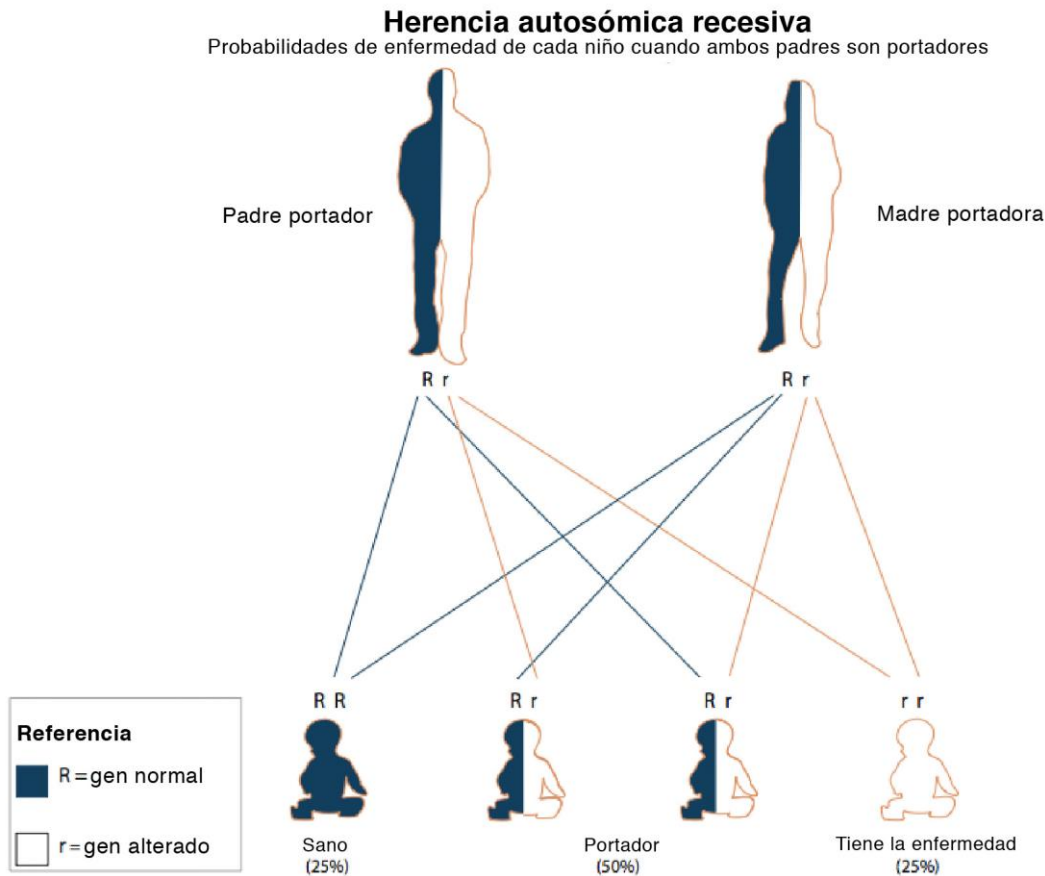 Herencia autosómica recesiva
Probabilidades de enfermedad de cada niño cuando ambos padres son portadores
Padre portador
Madre portadora
R r
R r
R R
R r
R r
r r
Referencia
R=gen normal
r=gen alterado
Sano
(25%)
Portador
(50%)
Tiene la enfermedad
(25%)